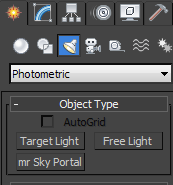 Photometric
- Object Type
AutoGrid
Target Light Free Light
mr Sky Portal